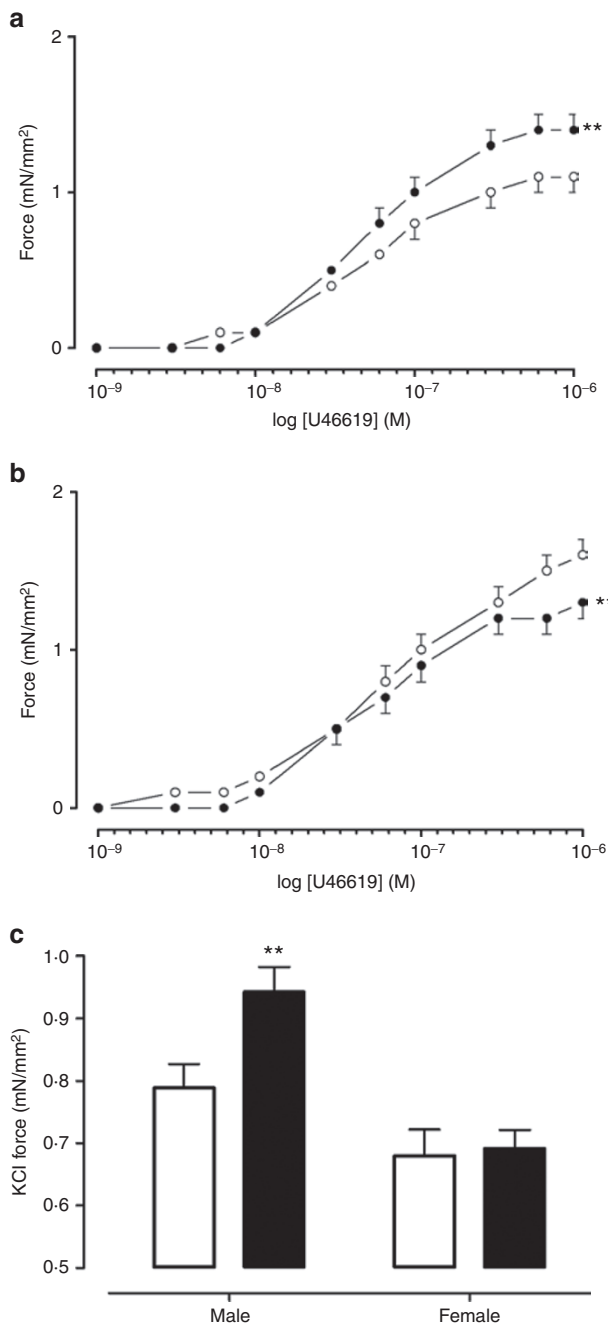 a
2
1
0
Force (mN/mm²)
10⁻⁹ 10⁻⁸ 10⁻⁷ 10⁻⁶
log [U46619] (M)
**
b
2
1
0
Force (mN/mm²)
10⁻⁹ 10⁻⁸ 10⁻⁷ 10⁻⁶
log [U46619] (M)
**
c
1·0
0·9
0·8
0·7
0·6
0·5
KCl force (mN/mm²)
**
Male Female